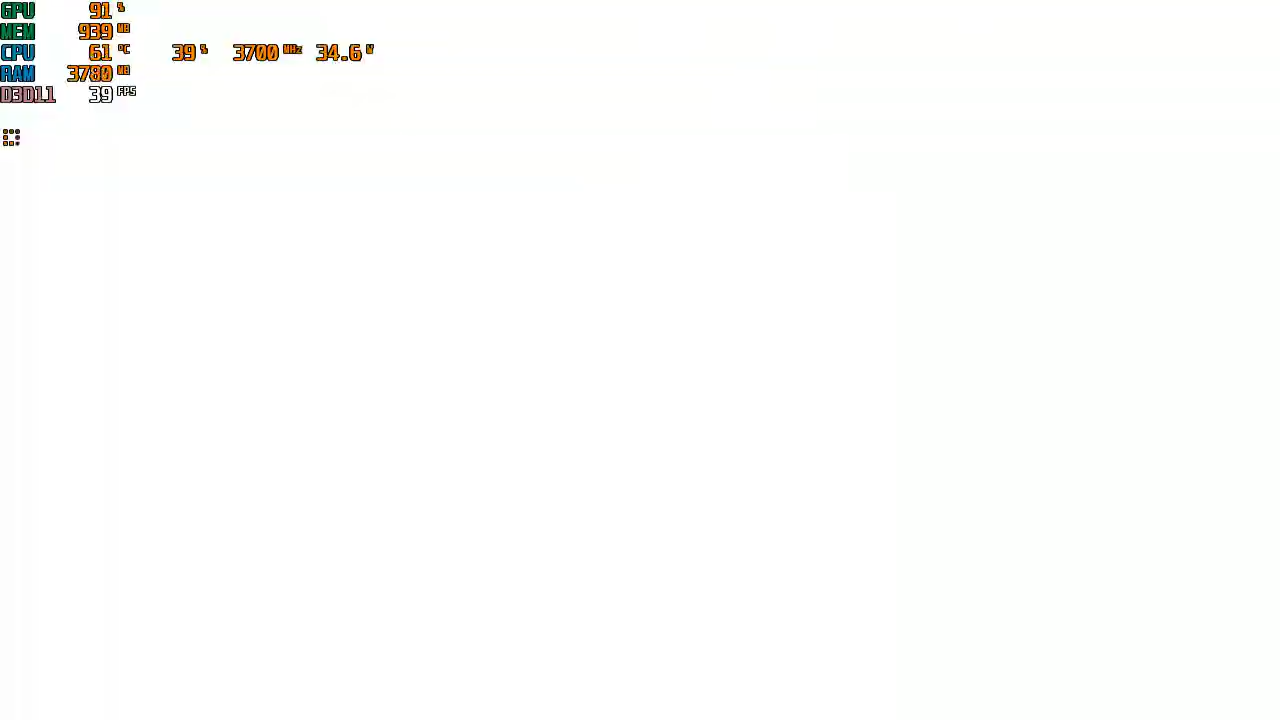 GPU 91 %
MEM 939 MB
CPU 61 °C 39 % 3700 MHz 34.6 W
RAM 3780 MB
D3D11 39 FPS